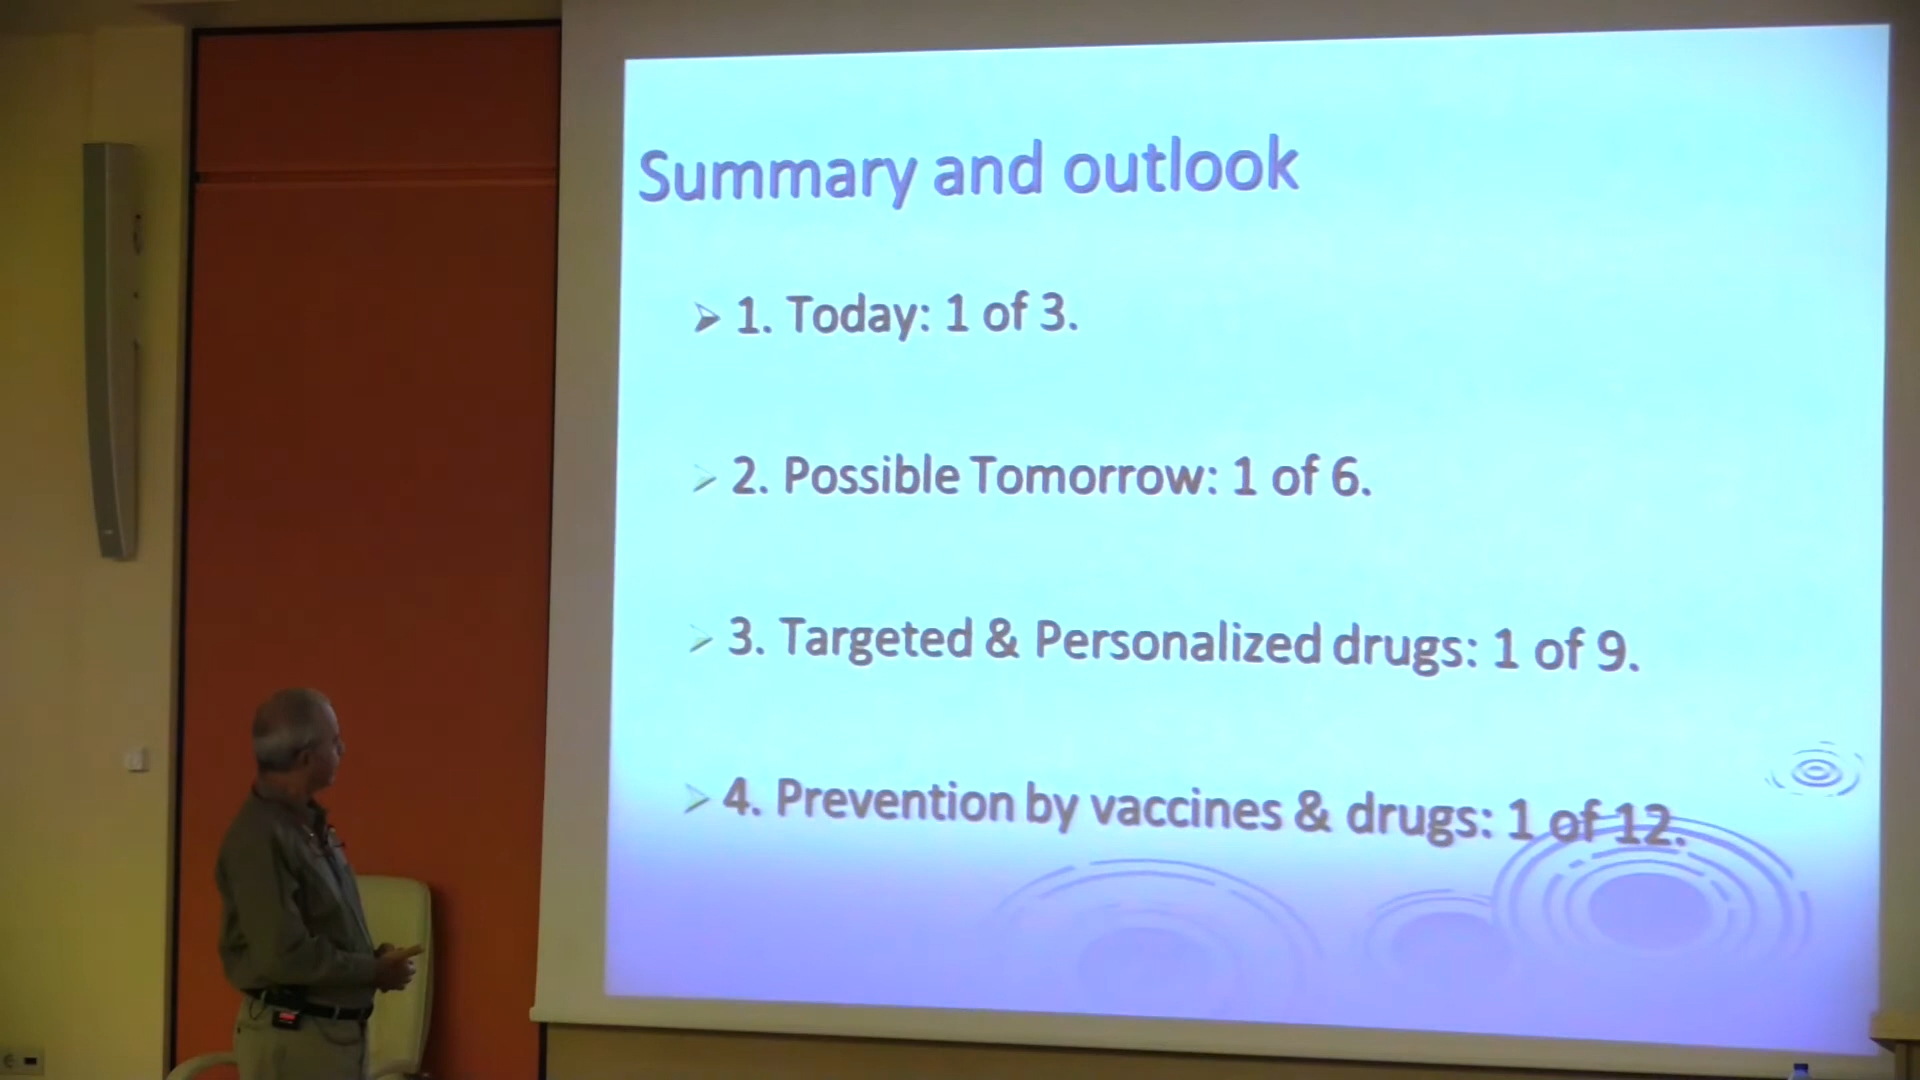 Summary and outlook
➢ 1. Today: 1 of 3.
➢ 2. Possible Tomorrow: 1 of 6.
➢ 3. Targeted & Personalized drugs: 1 of 9.
➢ 4. Prevention by vaccines & drugs: 1 of 12.